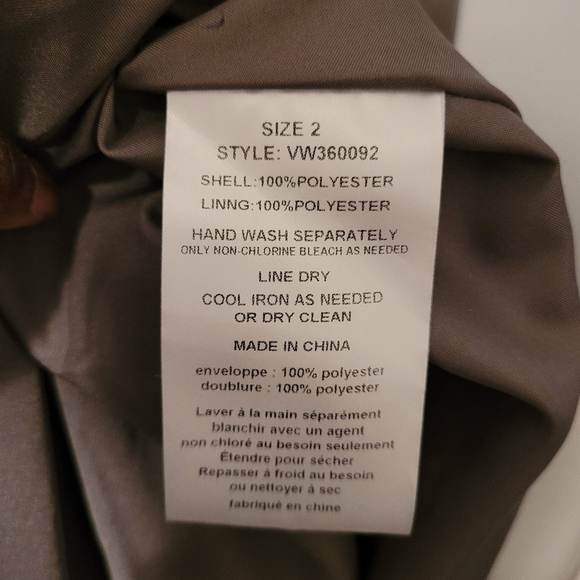 SIZE 2
STYLE: VW360092
SHELL:100%POLYESTER
LINNG:100%POLYESTER
HAND WASH SEPARATELY
ONLY NON-CHLORINE BLEACH AS NEEDED
LINE DRY
COOL IRON AS NEEDED
OR DRY CLEAN
MADE IN CHINA
enveloppe : 100% polyester
doublure : 100% polyester
Laver à la main séparément
blanchir avec un agent
non chloré au besoin seulement
Étendre pour sécher
Repasser à froid au besoin
ou nettoyer à sec
fabriqué en chine